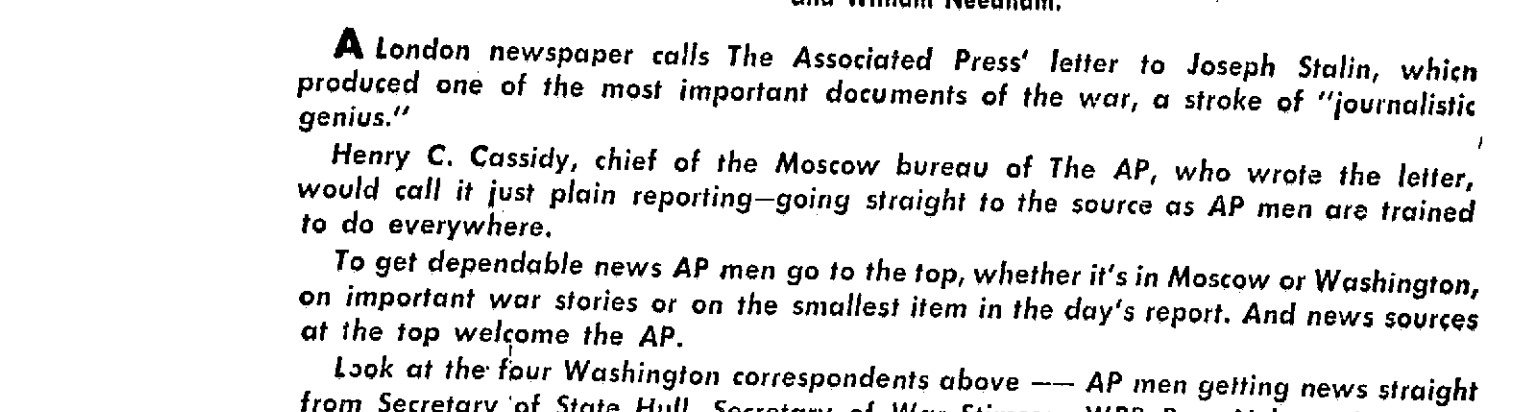 and William Needham.
A London newspaper calls The Associated Press' letter to Joseph Stalin, which
produced one of the most important documents of the war, a stroke of "journalistic
genius."
Henry C. Cassidy, chief of the Moscow bureau of The AP, who wrote the letter,
would call it just plain reporting—going straight to the source as AP men are trained
to do everywhere.
To get dependable news AP men go to the top, whether it's in Moscow or Washington,
on important war stories or on the smallest item in the day's report. And news sources
at the top welcome the AP.
Look at the four Washington correspondents above —— AP men getting news straight
from Secretary of State Hull, Secretary of War